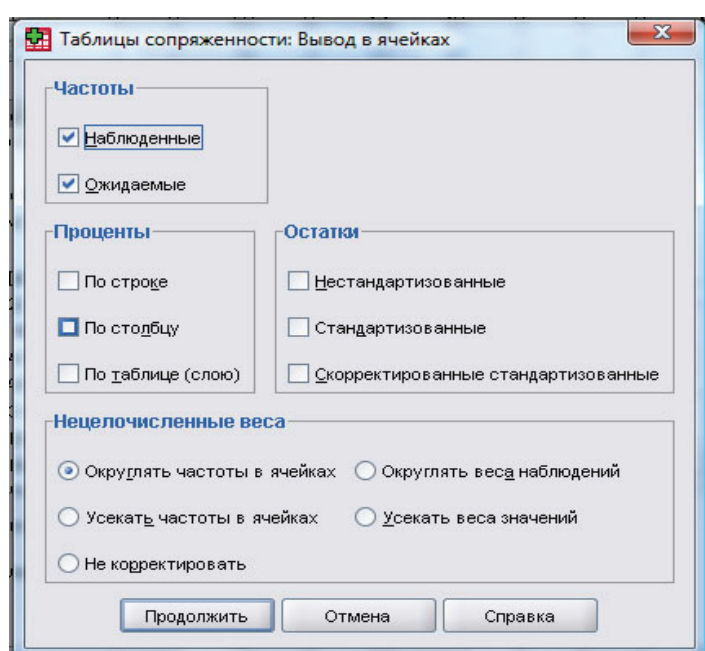 Таблицы сопряженности: Вывод в ячейках
Частоты
Наблюденные
Ожидаемые
Проценты
По строке
По столбцу
По таблице (слою)
Остатки
Нестандартизованные
Стандартизованные
Скорректированные стандартизованные
Нецелочисленные веса
Округлять частоты в ячейках
Округлять веса наблюдений
Усекать частоты в ячейках
Усекать веса значений
Не корректировать
Продолжить
Отмена
Справка